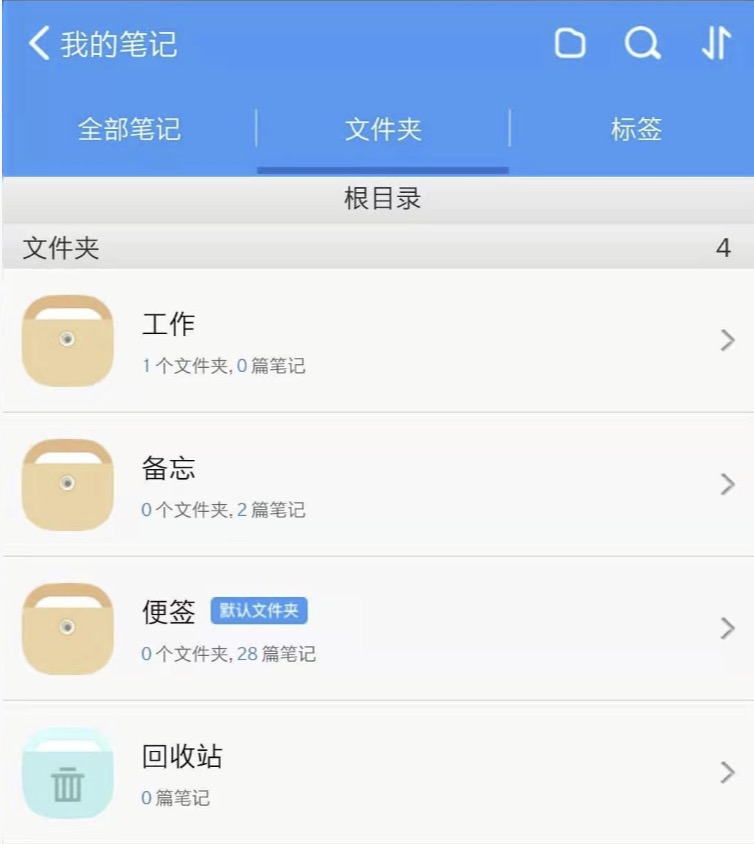 我的笔记
全部笔记 文件夹 标签
根目录
文件夹 4
工作
1个文件夹,0篇笔记
备忘
0个文件夹,2篇笔记
便签 默认文件夹
0个文件夹,28篇笔记
回收站
0篇笔记